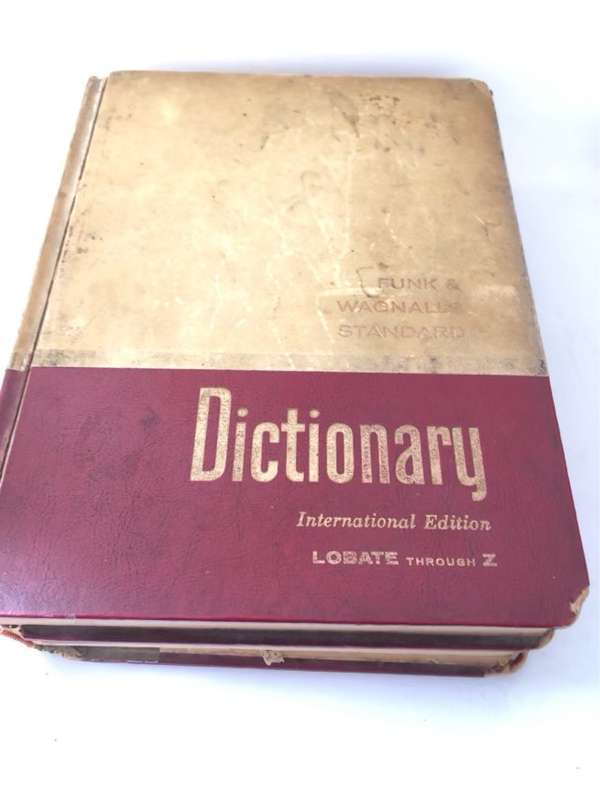 FUNK &
WAGNALLS
STANDARD
Dictionary
International Edition
LOBATE THROUGH Z